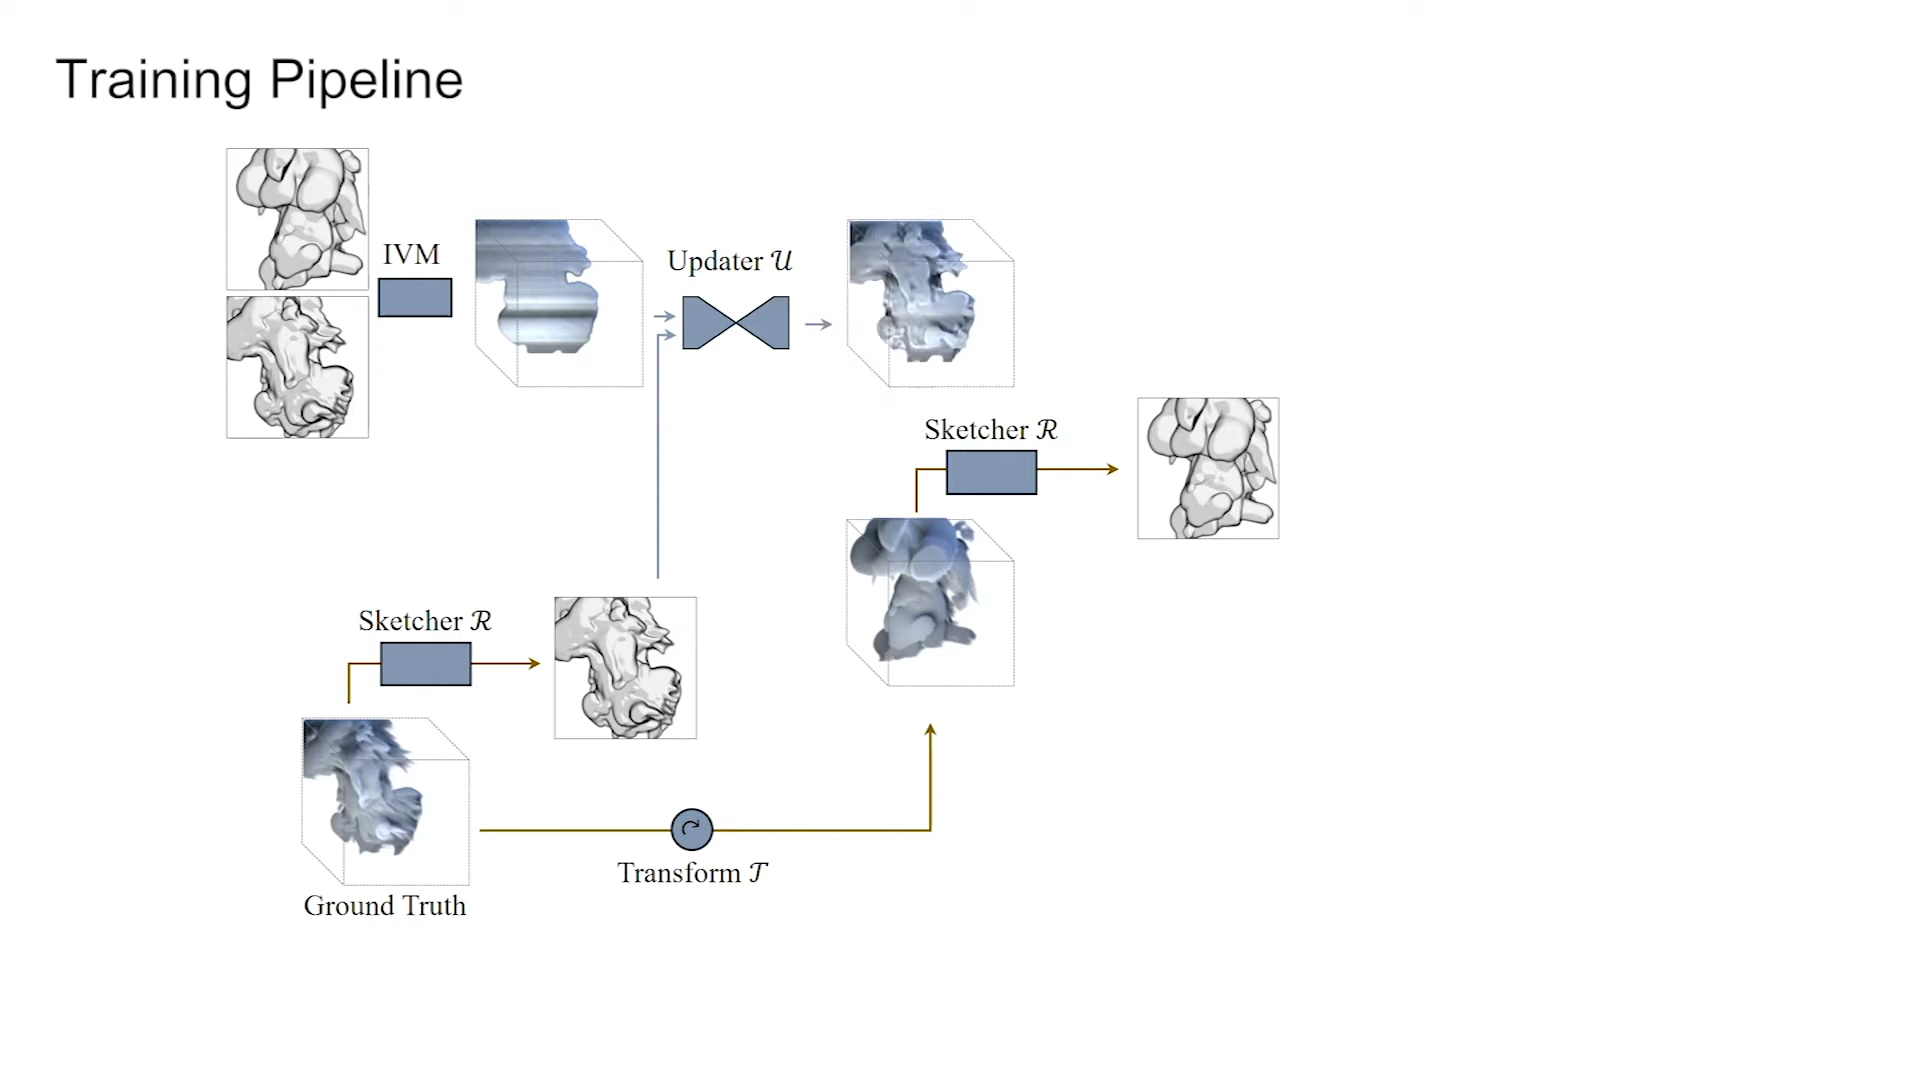 Training Pipeline
IVM
Updater 𝒰
Sketcher ℛ
Sketcher ℛ
Transform 𝒯
Ground Truth